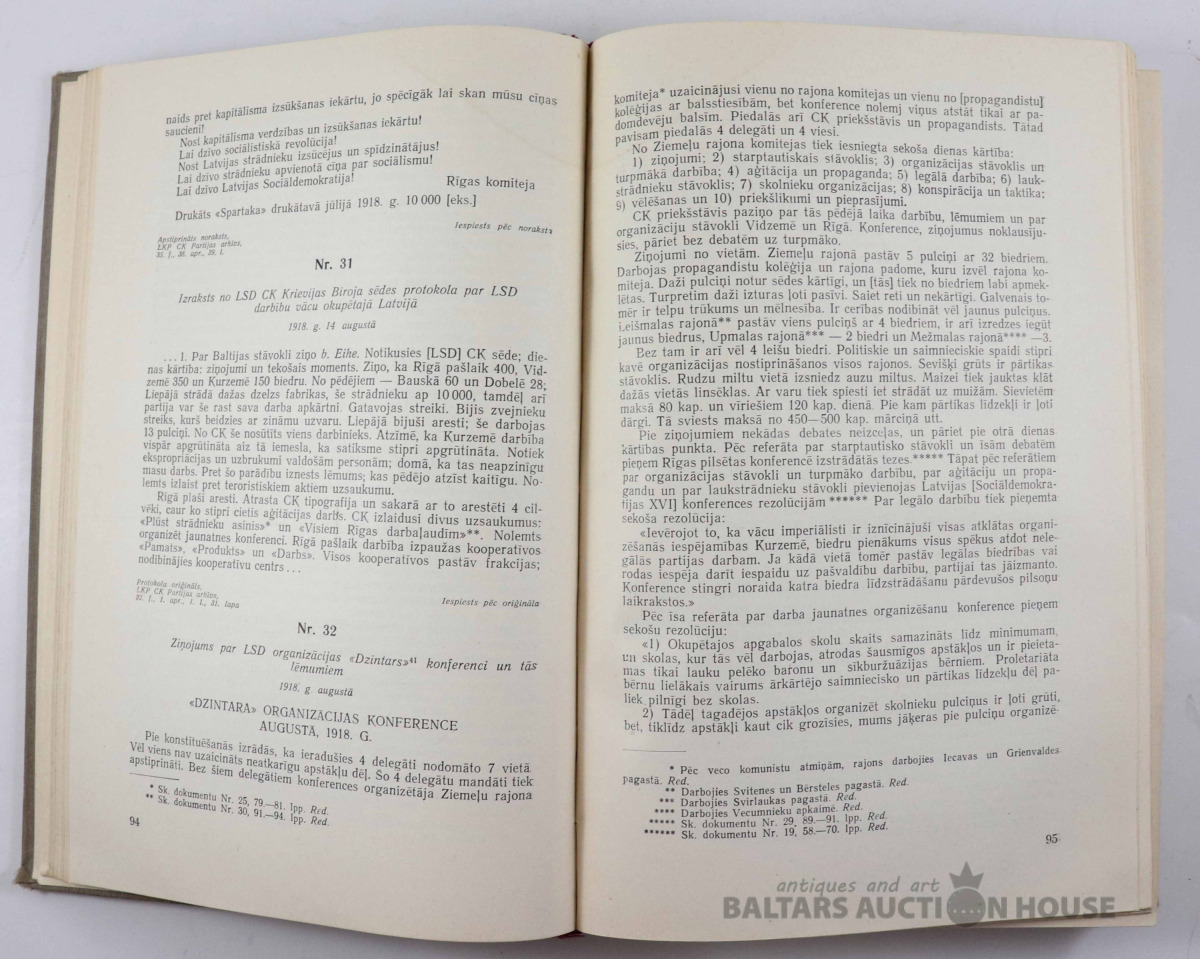 naids pret kapitālisma izsūkšanas iekārtu, jo spēcīgāk lai skan mūsu cīņas
saucieni!
Nost kapitālisma verdzības un izsūkšanas iekārtu!
Lai dzīvo sociālistiskā revolūcija!
Nost Latvijas strādnieku izsūcējus un spīdzinātājus!
Lai dzīvo strādnieku apvienotā cīņa par sociālismu!
Lai dzīvo Latvijas Sociāldemokratija!
Rīgas komiteja
Drukāts «Spartaka» drukātavā jūlijā 1918. g. 10 000 [eks.]
Iespiests pēc noraksta
Apstiprināts noraksts,
LKP CK Partijas arhīvs,
35. f., 36. apr., 39. l.
Nr. 31
Izraksts no LSD CK Krievijas Biroja sēdes protokola par LSD
darbību vācu okupētajā Latvijā
1918. g. 14 augustā
... 1. Par Baltijas stāvokli ziņo b. Eihe. Notikusies [LSD] CK sēde; die-
nas kārtība: ziņojumi un tekošais moments. Ziņo, ka Rīgā pašlaik 400, Vid-
zemē 350 un Kurzemē 150 biedru. No pēdējiem — Bauskā 60 un Dobelē 28;
Liepājā strādā dažas dzelzs fabrikas, še strādnieku ap 10 000, tamdēļ arī
partija var še rast sava darba apkārtni. Gatavojas streiki. Bijis zvejnieku
streiks, kurš beidzies ar zināmu uzvaru. Liepājā bijuši aresti; še darbojas
13 pulciņi. No CK še nosūtīts viens darbinieks. Atzīmē, ka Kurzemē darbība
vispār apgrūtināta aiz tā iemesla, ka satiksme stipri apgrūtināta. Notiek
ekspropriācijas un uzbrukumi valdošām personām; domā, ka tas neapzinīgu
masu darbs. Pret šo parādību iznests lēmums; kas pēdējo atzīst kaitīgu. No-
lemts izlaist pret teroristiskiem aktiem uzsaukumu.
Rīgā plaši aresti. Atrasta CK tipografija un sakarā ar to arestēti 4 cil-
vēki, caur ko stipri cietis aģitācijas darbs. CK izlaidusi divus uzsaukumus:
«Plūst strādnieku asinis»* un «Visiem Rīgas darbaļaudīm»**. Nolemts
organizēt jaunatnes konferenci. Rīgā pašlaik darbība izpaužas kooperatīvos
«Pamats», «Produkts» un «Darbs». Visos kooperatīvos pastāv frakcijas;
nodibinājies kooperatīvu centrs ...
Protokola oriģināls,
LKP CK Partijas arhīvs,
32. f., 1. apr., 1. l., 31. lapa
Iespiests pēc oriģināla
Nr. 32
Ziņojums par LSD organizācijas «Dzintars»⁴¹ konferenci un tās
lēmumiem
1918. g. augustā
«DZINTARA» ORGANIZĀCIJAS KONFERENCE
AUGUSTĀ, 1918. G.
Pie konstituēšanās izrādās, ka ieradušies 4 delegāti nodomāto 7 vietā.
Vēl viens nav uzaicināts neatkarīgu apstākļu dēļ. So 4 delegātu mandāti tiek
apstiprināti. Bez šiem delegātiem konferences organizētāja Ziemeļu rajona
* Sk. dokumentu Nr. 25, 79.—81. lpp. Red.
** Sk. dokumentu Nr. 30, 91.—94. lpp. Red.
94
komiteja* uzaicinājusi vienu no rajona komitejas un vienu no [propagandistu]
kolēģijas ar balsstiesībām, bet konference nolemj viņus atstāt tikai ar pa-
domdevēju balsīm. Piedalās arī CK priekšstāvis un propagandists. Tātad
pavisam piedalās 4 delegāti un 4 viesi.
No Ziemeļu rajona komitejas tiek iesniegta sekoša dienas kārtība:
1) ziņojumi; 2) starptautiskais stāvoklis; 3) organizācijas stāvoklis un
turpmākā darbība; 4) aģitācija un propaganda; 5) legālā darbība; 6) lauk-
strādnieku stāvoklis; 7) skolnieku organizācijas; 8) konspirācija un taktika;
9) vēlēšanas un 10) priekšlikumi un pieprasījumi.
CK priekšstāvis paziņo par tās pēdējā laika darbību, lēmumiem un par
organizāciju stāvokli Vidzemē un Rīgā. Konference, ziņojumus noklausīju-
sies, pāriet bez debatēm uz turpmāko.
Ziņojumi no vietām. Ziemeļu rajonā pastāv 5 pulciņi ar 32 biedriem.
Darbojas propagandistu kolēģija un rajona padome, kuru izvēl rajona ko-
miteja. Daži pulciņi notur sēdes kārtīgi, un [tās] tiek no biedriem labi apmek-
lētas. Turpretim daži izturas ļoti pasīvi. Saiet reti un nekārtīgi. Galvenais to-
mēr ir telpu trūkums un mēlnesība. Ir cerības nodibināt vēl jaunus pulciņus.
Leišmalas rajonā** pastāv viens pulciņš ar 4 biedriem, ir arī izredzes iegūt
jaunus biedrus, Upmalas rajonā*** — 2 biedri un Mežmalas rajonā**** —3.
Bez tam ir arī vēl 4 leišu biedri. Politiskie un saimnieciskie spaidi stipri
kavē organizācijas nostiprināšanos visos rajonos. Sevišķi grūts ir pārtikas
stāvoklis. Rudzu miltu vietā izsniedz auzu miltus. Maizei tiek jauktas klāt
dažās vietās linsēklas. Ar varu tiek spiesti iet strādāt uz muižām. Sievietēm
maksā 80 kap. un vīriešiem 120 kap. dienā. Pie kam pārtikas līdzekļi ir ļoti
dārgi. Tā sviests maksā no 450—500 kap. mārciņā utt.
Pie ziņojumiem nekādas debates neizceļas, un pāriet pie otrā dienas
kārtības punkta. Pēc referāta par starptautisko stāvokli un īsām debatēm
pieņem Rīgas pilsētas konferencē izstrādātās tezes.***** Tāpat pēc referātiem
par organizācijas stāvokli un turpmāko darbību, par aģitāciju un propa-
gandu un par laukstrādnieku stāvokli pievienojas Latvijas [Sociāldemokra-
tijas XVI] konferences rezolūcijām ****** Par legālo darbību tiek pieņemta
sekoša rezolūcija:
«Ievērojot to, ka vācu imperiālisti ir iznīcinājuši visas atklātas organi-
zēšanās iespējamības Kurzemē, biedru pienākums visus spēkus atdot nele-
gālās partijas darbam. Ja kādā vietā tomēr pastāv legālas biedrības vai
rodas iespēja darīt iespaidu uz pašvaldību darbību, partijai tas jāizmanto.
Konference stingri noraida katra biedra līdzstrādāšanu pārdevušos pilsoņu
laikrakstos.»
Pēc īsa referāta par darba jaunatnes organizēšanu konference pieņem
sekošu rezolūciju:
«1) Okupētajos apgabalos skolu skaits samazināts līdz minimumam,
un skolas, kur tās vēl darbojas, atrodas šausmīgos apstākļos un ir pieieta-
mas tikai lauku pelēko baronu un sīkburžuāzijas bērniem. Proletariāta
bērnu lielākais vairums ārkārtējo saimniecisko un pārtikas līdzekļu dēļ pa-
liek pilnīgi bez skolas.
2) Tādēļ tagadējos apstākļos organizēt skolnieku pulciņus ir ļoti grūti,
bet, tiklīdz apstākļi kaut cik grozīsies, mums jāķeras pie pulciņu organizē-
* Pēc veco komunistu atmiņām, rajons darbojies Iecavas un Grienvaldes
pagastā. Red.
** Darbojies Svitenes un Bērsteles pagastā. Red.
*** Darbojies Svirlaukas pagastā. Red.
**** Darbojies Vecumnieku apkaimē. Red.
***** Sk. dokumentu Nr. 29, 89.—91. lpp. Red.
****** Sk. dokumentu Nr. 19, 58.—70. lpp. Red.
95
antiques and art
BALTARS AUCTION HOUSE